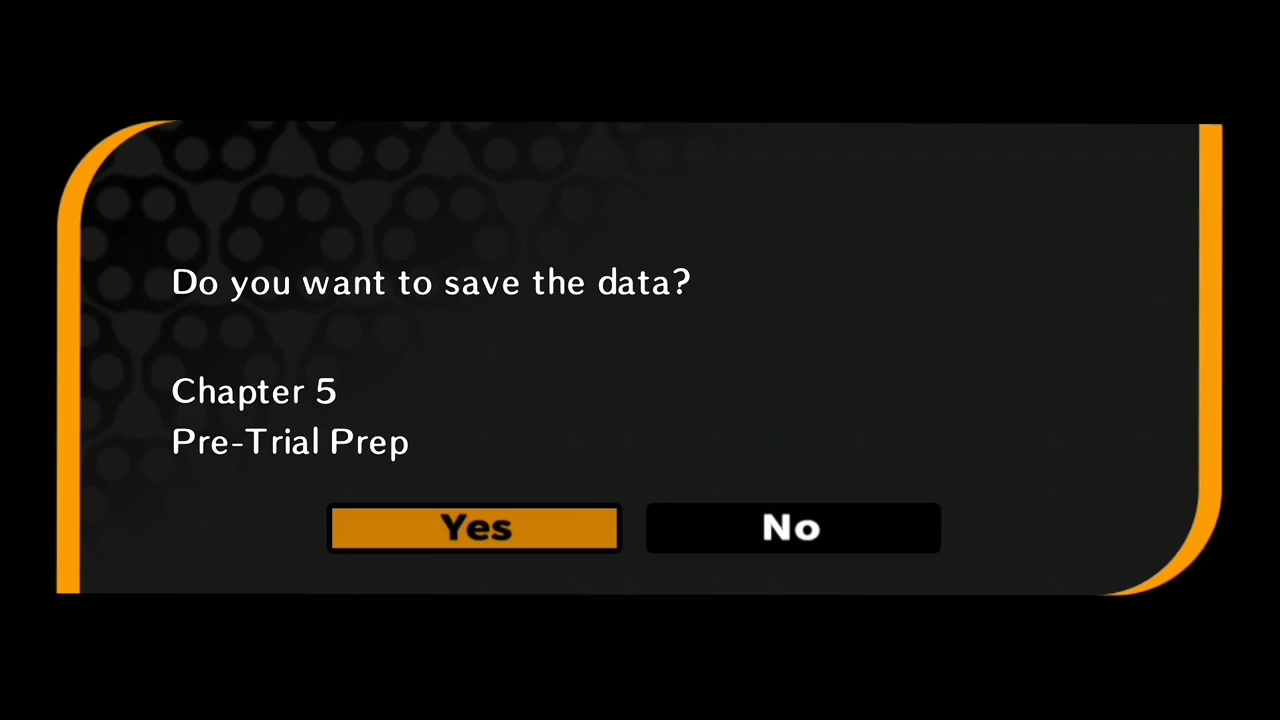 Do you want to save the data?
Chapter 5
Pre-Trial Prep
Yes No